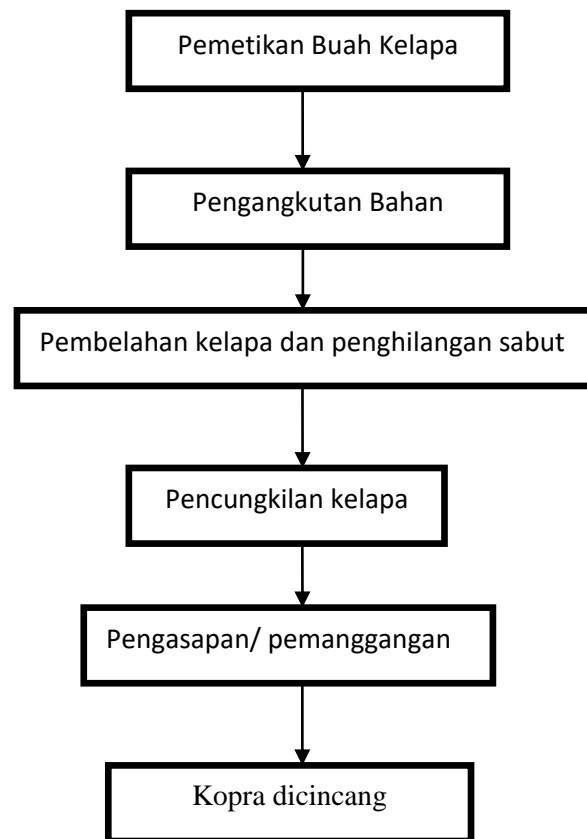 Pemetikan Buah Kelapa
Pengangkutan Bahan
Pembelahan kelapa dan penghilangan sabut
Pencungkilan kelapa
Pengasapan/ pemanggangan
Kopra dicincang